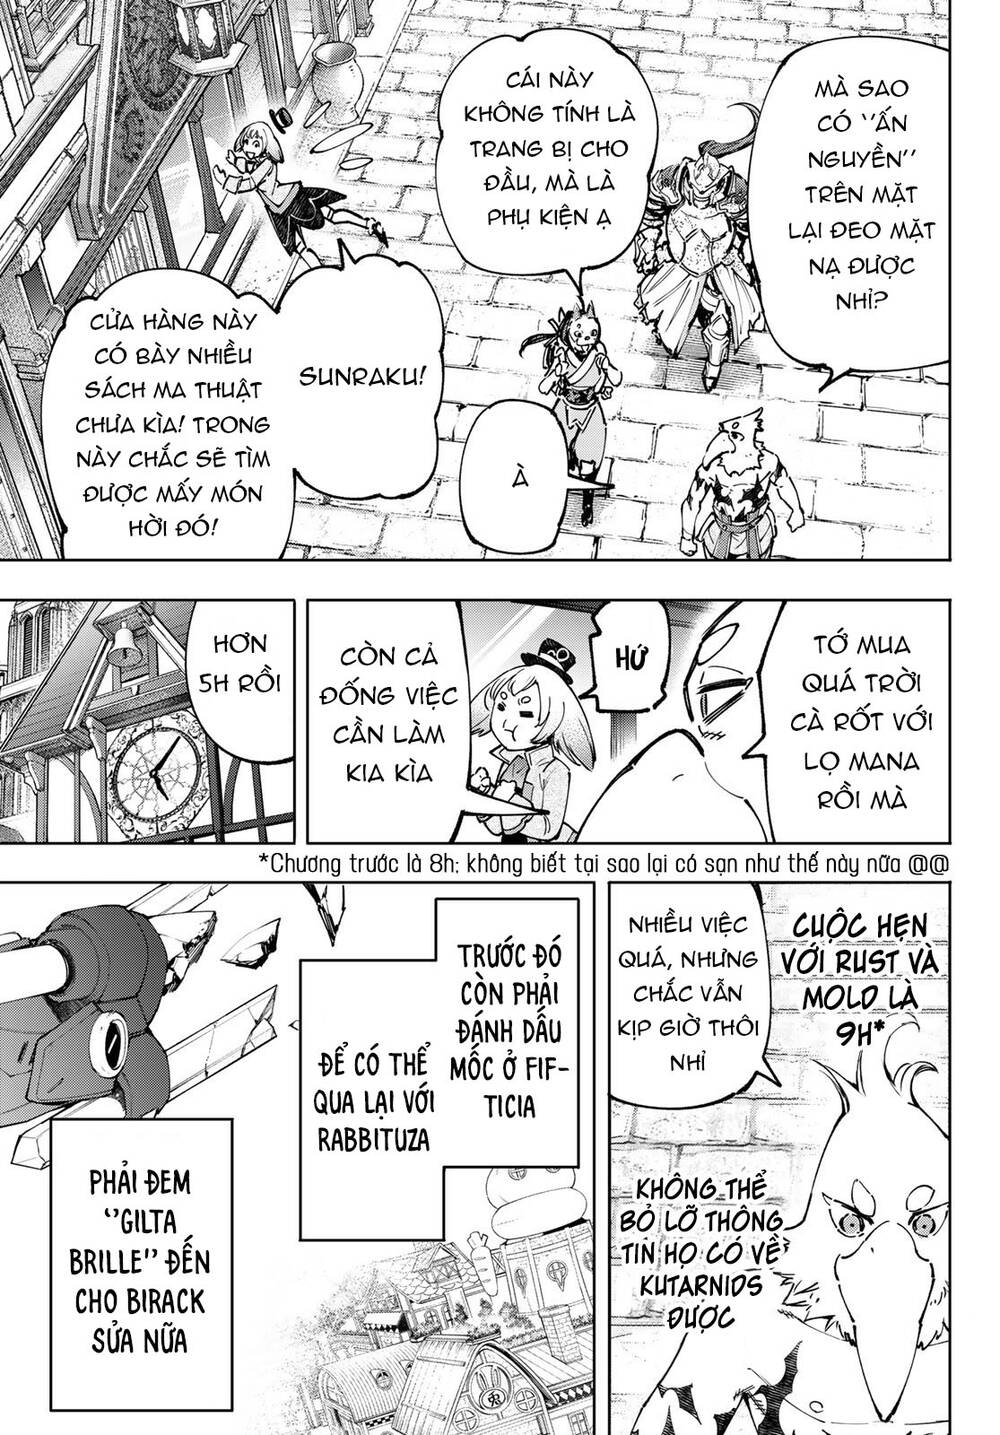 MÀ SAO
CÓ ‘’ẤN
NGUYỀN’’
TRÊN MẶT
LẠI ĐEO MẶT
NẠ ĐƯỢC
NHỈ?
CÁI NÀY
KHÔNG TÍNH LÀ
TRANG BỊ CHO
ĐẦU, MÀ LÀ
PHỤ KIỆN Ạ
SUNRAKU!
CỬA HÀNG NÀY
CÓ BÀY NHIỀU
SÁCH MA THUẬT
CHƯA KÌA! TRONG
NÀY CHẮC SẼ TÌM
ĐƯỢC MẤY MÓN
HỜI ĐÓ!
À
TỚ MUA
QUÁ TRỜI
CÀ RỐT VỚI
LỌ MANA
RỒI MÀ
HỨ
CÒN CẢ
ĐỐNG VIỆC
CẦN LÀM
KIA KÌA
HƠN
5H RỒI
*Chương trước là 8h; không biết tại sao lại có sạn như thế này nữa @@
CUỘC HẸN
VỚI RUST VÀ
MOLD LÀ
9H*
NHIỀU VIỆC
QUÁ, NHƯNG
CHẮC VẪN
KỊP GIỜ THÔI
NHỈ
KHÔNG THỂ
BỎ LỠ THÔNG
TIN HỌ CÓ VỀ
KUTARNIDS
ĐƯỢC
TRƯỚC ĐÓ
CÒN PHẢI
ĐÁNH DẤU
MỐC Ở FIF-
TICIA
ĐỂ CÓ THỂ
QUA LẠI VỚI
RABBITUZA
PHẢI ĐEM
‘’GILTA
BRILLE’’ ĐẾN
CHO BIRACK
SỬA NỮA